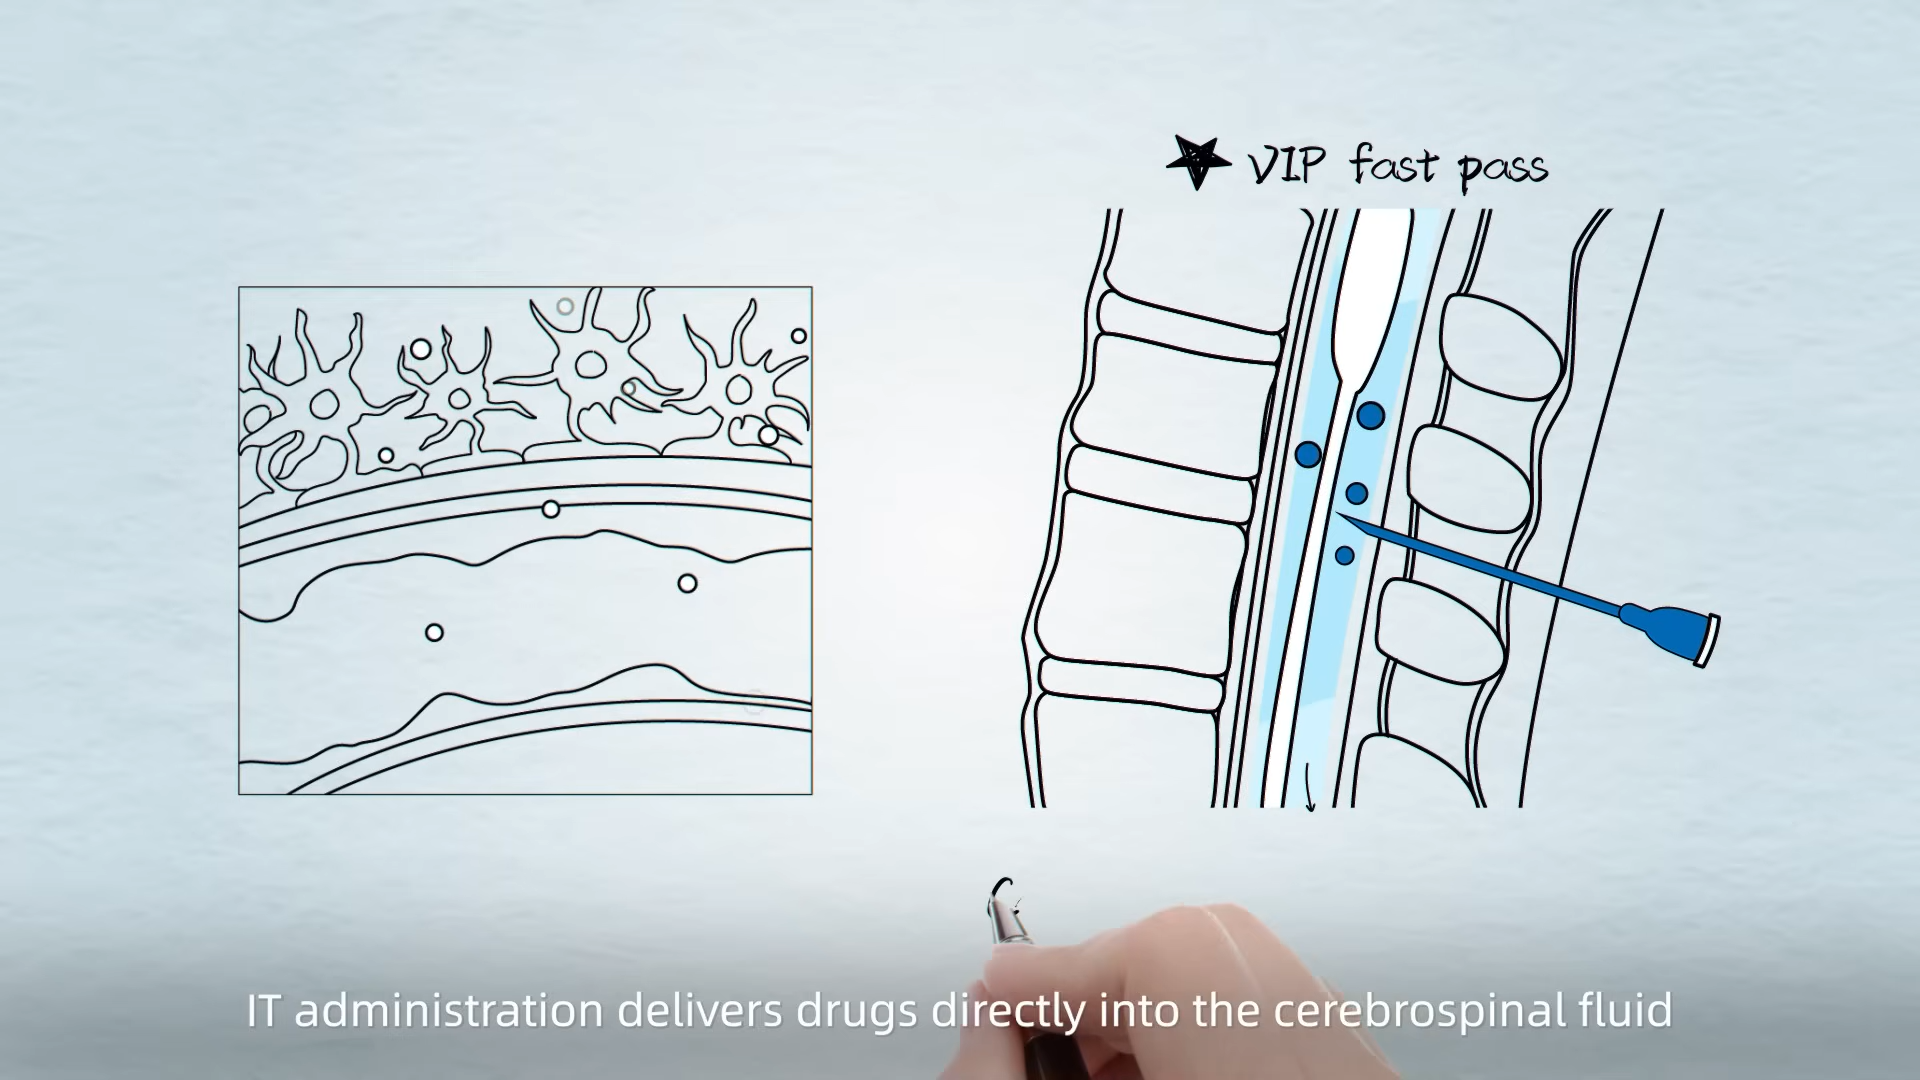 VIP fast pass
IT administration delivers drugs directly into the cerebrospinal fluid